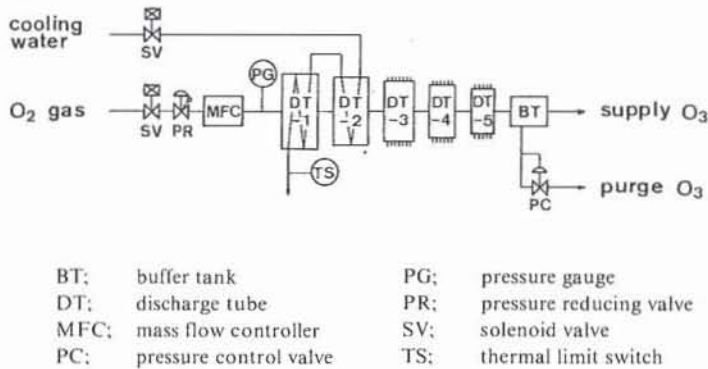 cooling
water
SV
PG
O₂ gas
SV
PR
MFC
DT
-1
DT
-2
DT
-3
DT
-4
DT
-5
BT
supply O₃
TS
PC
purge O₃
BT; buffer tank
DT; discharge tube
MFC; mass flow controller
PC; pressure control valve
PG; pressure gauge
PR; pressure reducing valve
SV; solenoid valve
TS; thermal limit switch